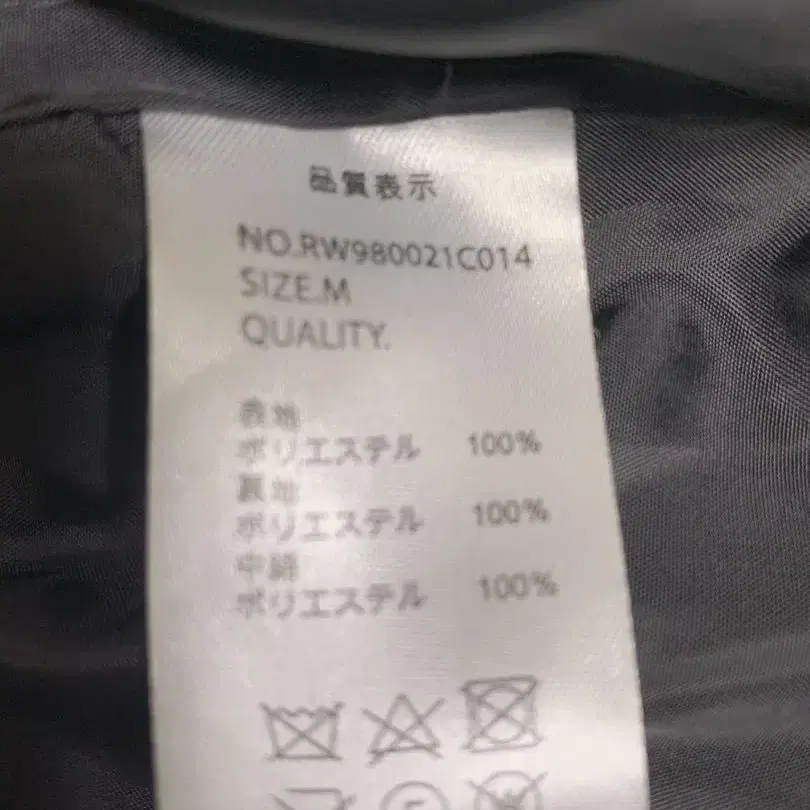 品質表示
NO.RW980021C014
SIZE.M
QUALITY.
表地
ポリエステル 100%
裏地
ポリエステル 100%
中綿
ポリエステル 100%